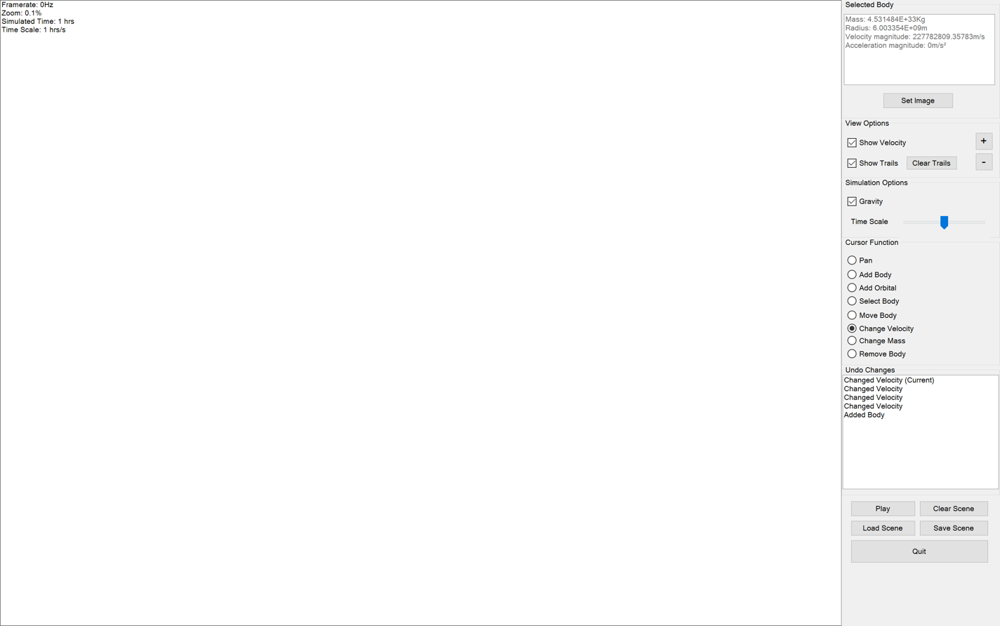 Framerate: 0Hz
Zoom: 0.1%
Simulated Time: 1 hrs
Time Scale: 1 hrs/s
Selected Body
Mass: 4.531484E+33Kg
Radius: 6.003354E+09m
Velocity magnitude: 227782809.35783m/s
Acceleration magnitude: 0m/s²
Set Image
View Options
Show Velocity
+
Show Trails
Clear Trails
-
Simulation Options
Gravity
Time Scale
Cursor Function
Pan
Add Body
Add Orbital
Select Body
Move Body
Change Velocity
Change Mass
Remove Body
Undo Changes
Changed Velocity (Current)
Changed Velocity
Changed Velocity
Changed Velocity
Added Body
Play
Clear Scene
Load Scene
Save Scene
Quit